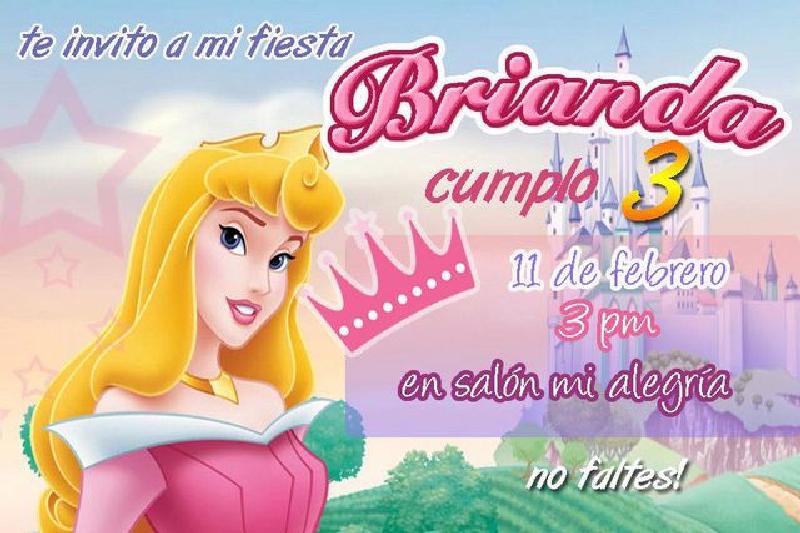 te invito a mi fiesta
Brianda
cumplo 3
11 de febrero
3 pm
en salón mi alegría
no faltes!